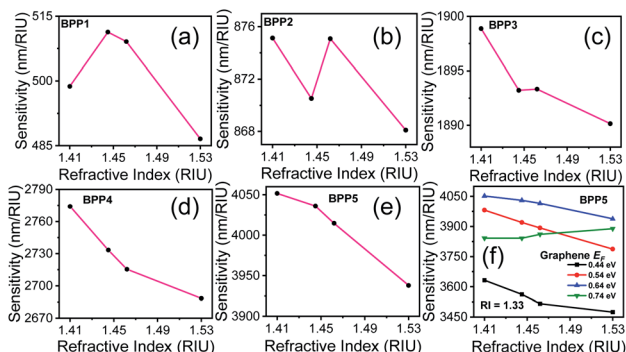 BPP1
(a)
Sensitivity (nm/RIU)
515
500
485
1.41 1.45 1.49 1.53
Refractive Index (RIU)
BPP2
(b)
Sensitivity (nm/RIU)
876
872
868
1.41 1.45 1.49 1.53
Refractive Index (RIU)
BPP3
(c)
Sensitivity (nm/RIU)
1900
1895
1890
1.41 1.45 1.49 1.53
Refractive Index (RIU)
BPP4
(d)
Sensitivity (nm/RIU)
2790
2760
2730
2700
2670
1.41 1.45 1.49 1.53
Refractive Index (RIU)
BPP5
(e)
Sensitivity (nm/RIU)
4050
4000
3950
3900
1.41 1.45 1.49 1.53
Refractive Index (RIU)
BPP5
(f)
Sensitivity (nm/RIU)
4050
3900
3750
3600
3450
Graphene E_F
0.44 eV
0.54 eV
0.64 eV
0.74 eV
RI = 1.33
1.41 1.45 1.49 1.53
Refractive Index (RIU)